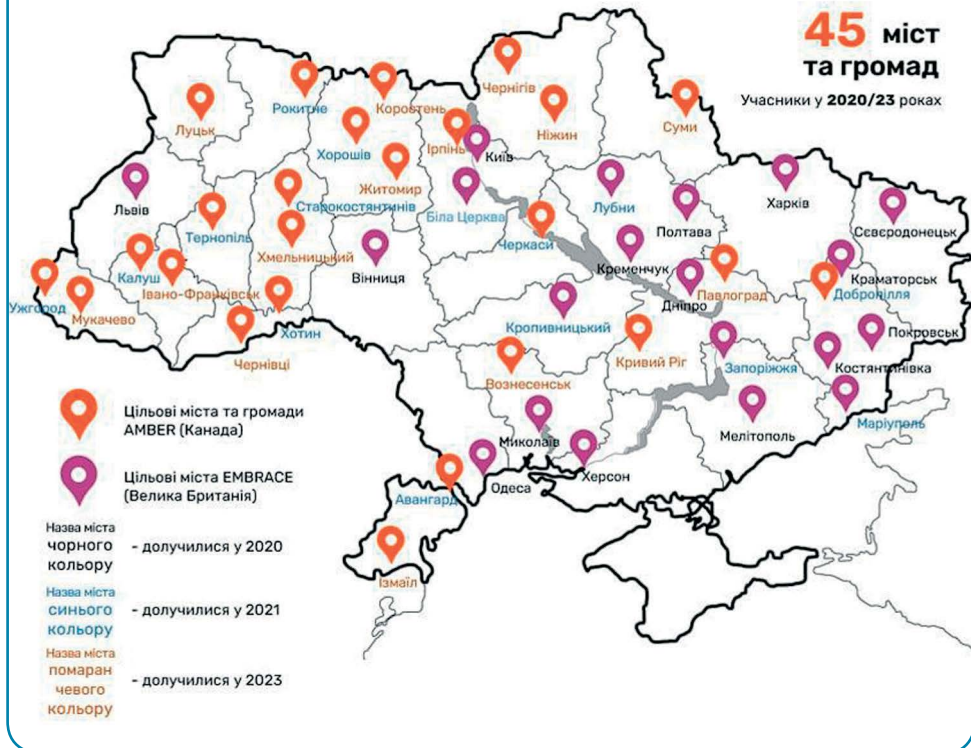 45 міст
та громад
Учасники у 2020/23 роках
Чернігів
Рокитне
Коростень
Луцьк
Ніжин
Суми
Хорошів
Ірпінь
Київ
Житомир
Львів
Старокостянтинів
Біла Церква
Лубни
Харків
Тернопіль
Полтава
Сєвєродонецьк
Черкаси
Хмельницький
Вінниця
Кременчук
Калуш
Івано-Франківськ
Краматорськ
Ужгород
Мукачево
Дніпро
Павлоград
Добропілля
Хотин
Кропивницький
Покровськ
Чернівці
Кривий Ріг
Запоріжжя
Костянтинівка
Вознесенськ
Маріуполь
Мелітополь
Миколаїв
Херсон
Одеса
Авангард
Ізмаїл
Цільові міста та громади
AMBER (Канада)
Цільові міста EMBRACE
(Велика Британія)
Назва міста
чорного
кольору
- долучилися у 2020
Назва міста
синього
кольору
- долучилися у 2021
Назва міста
помаран
чевого
кольору
- долучилися у 2023